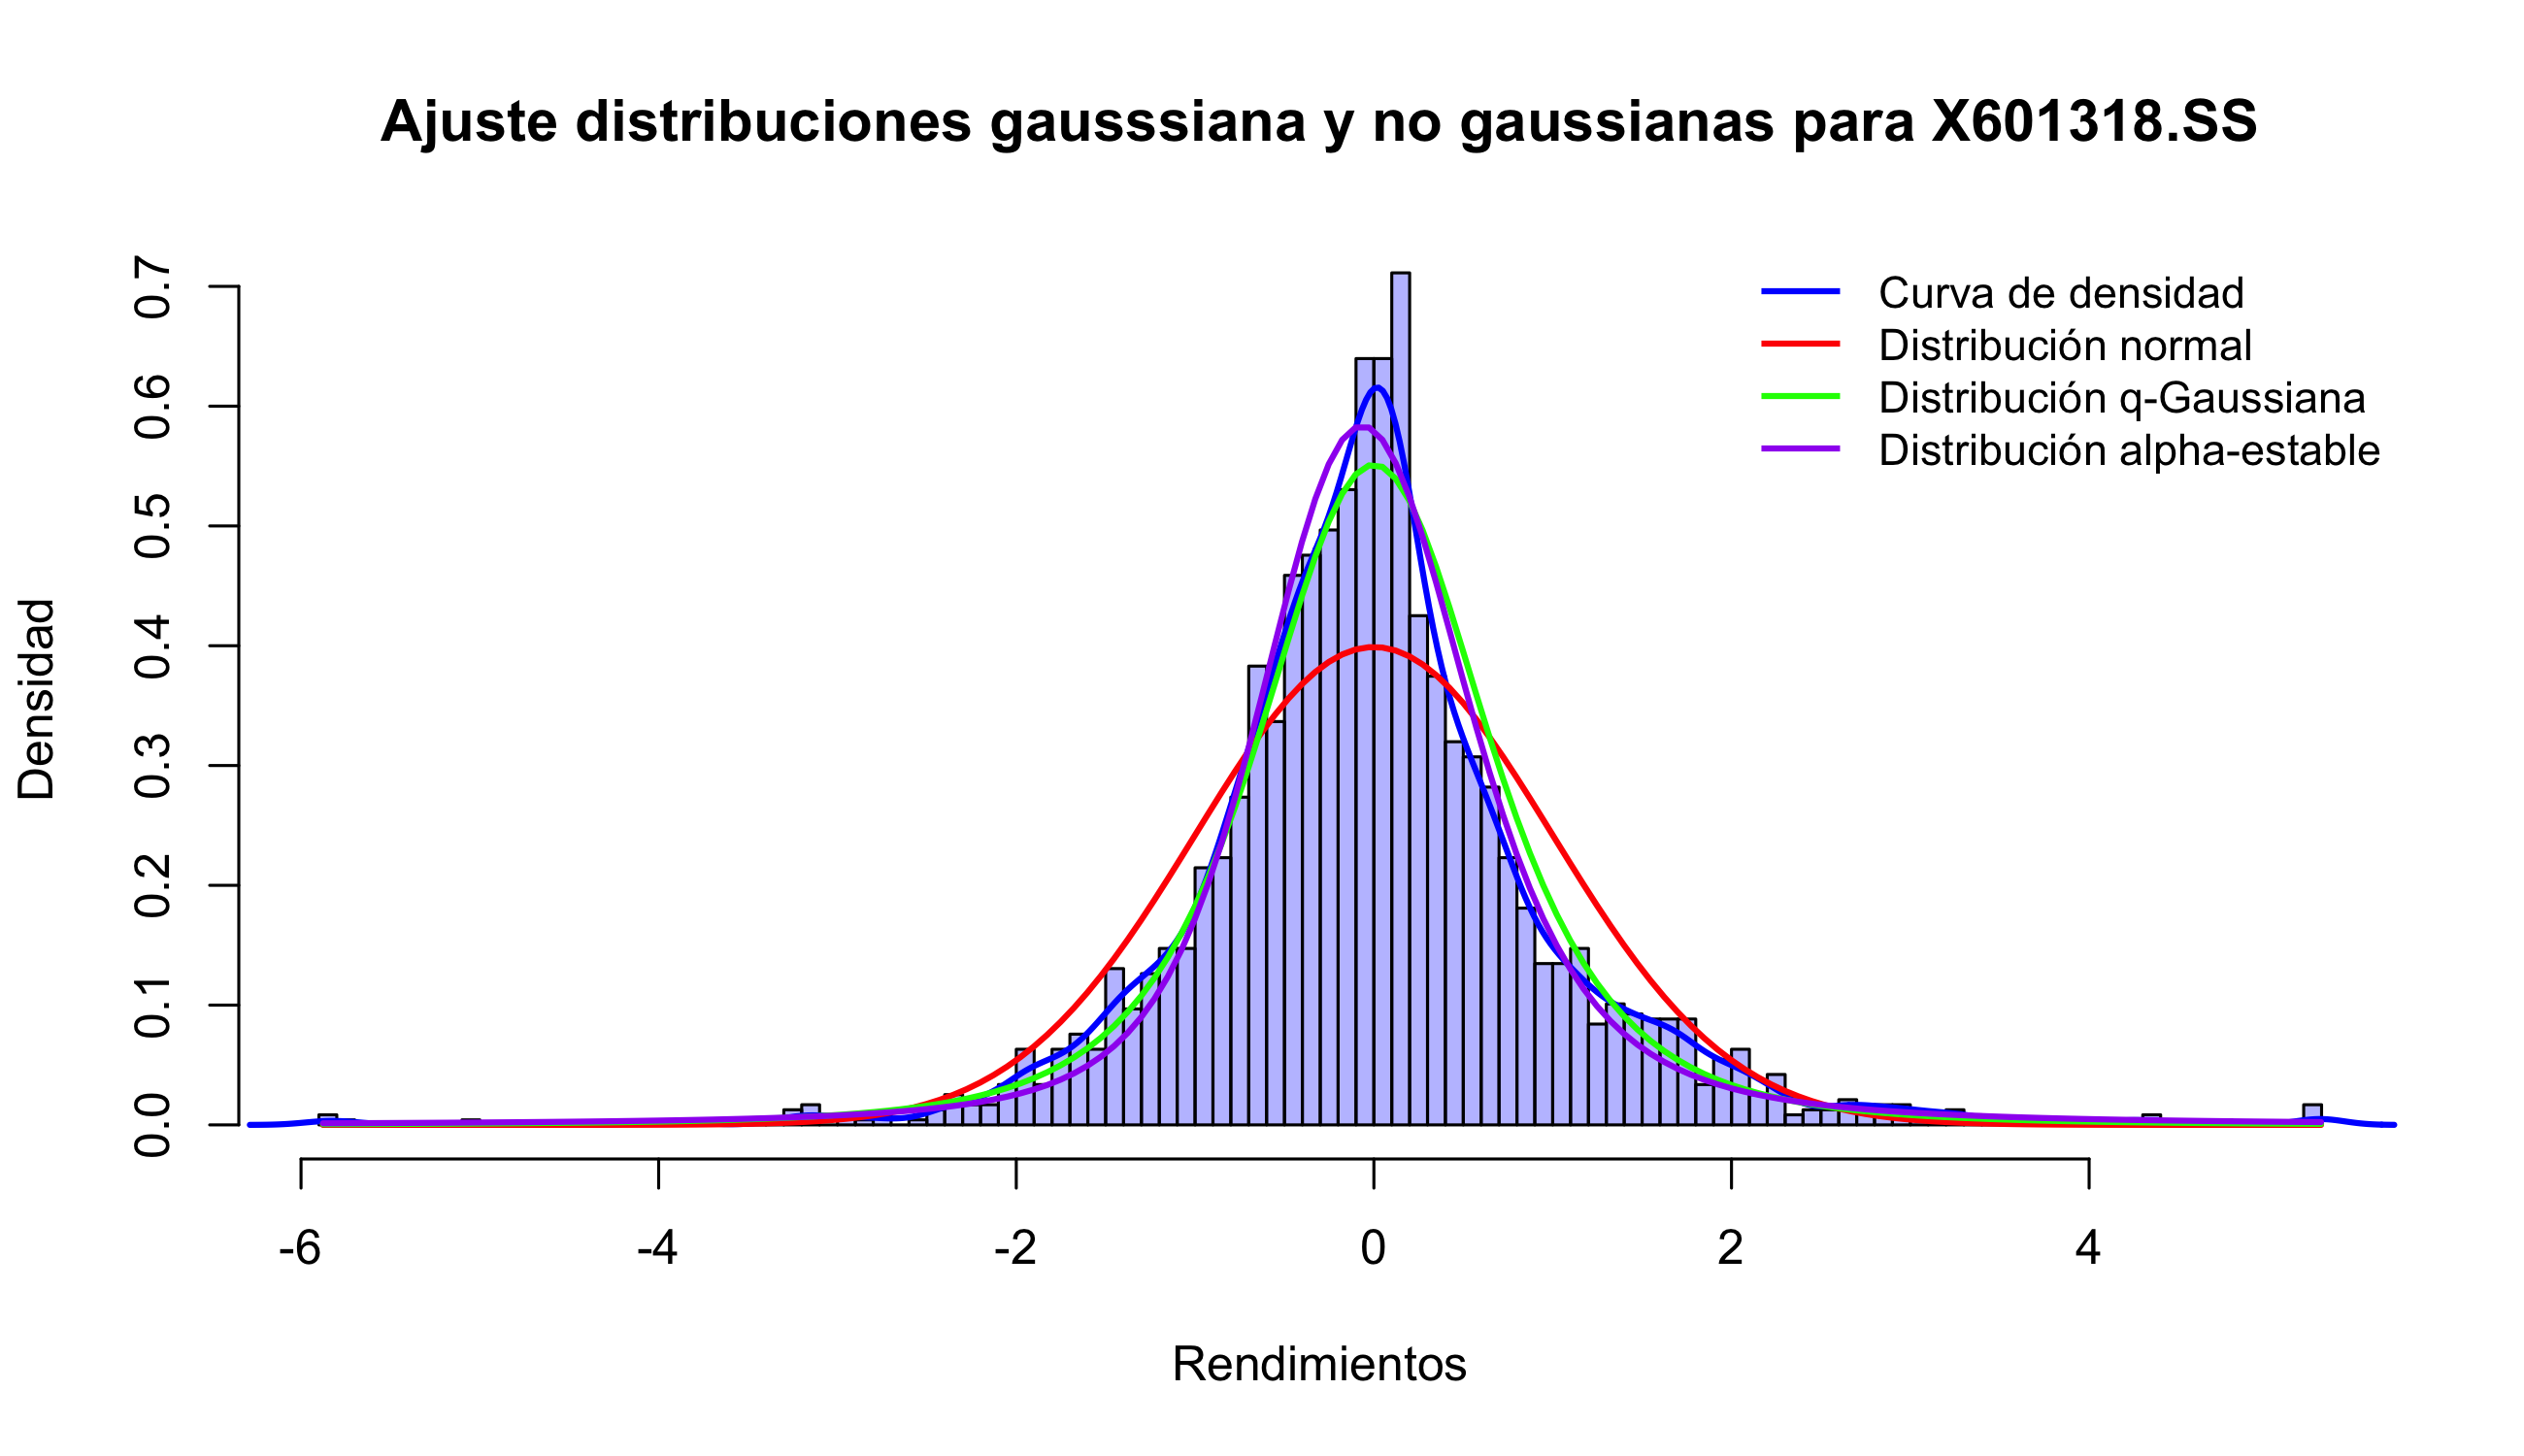 Ajuste distribuciones gausssiana y no gaussianas para X601318.SS
Curva de densidad
Distribución normal
Distribución q-Gaussiana
Distribución alpha-estable
Densidad
0.7
0.6
0.5
0.4
0.3
0.2
0.1
0.0
-6 -4 -2 0 2 4
Rendimientos